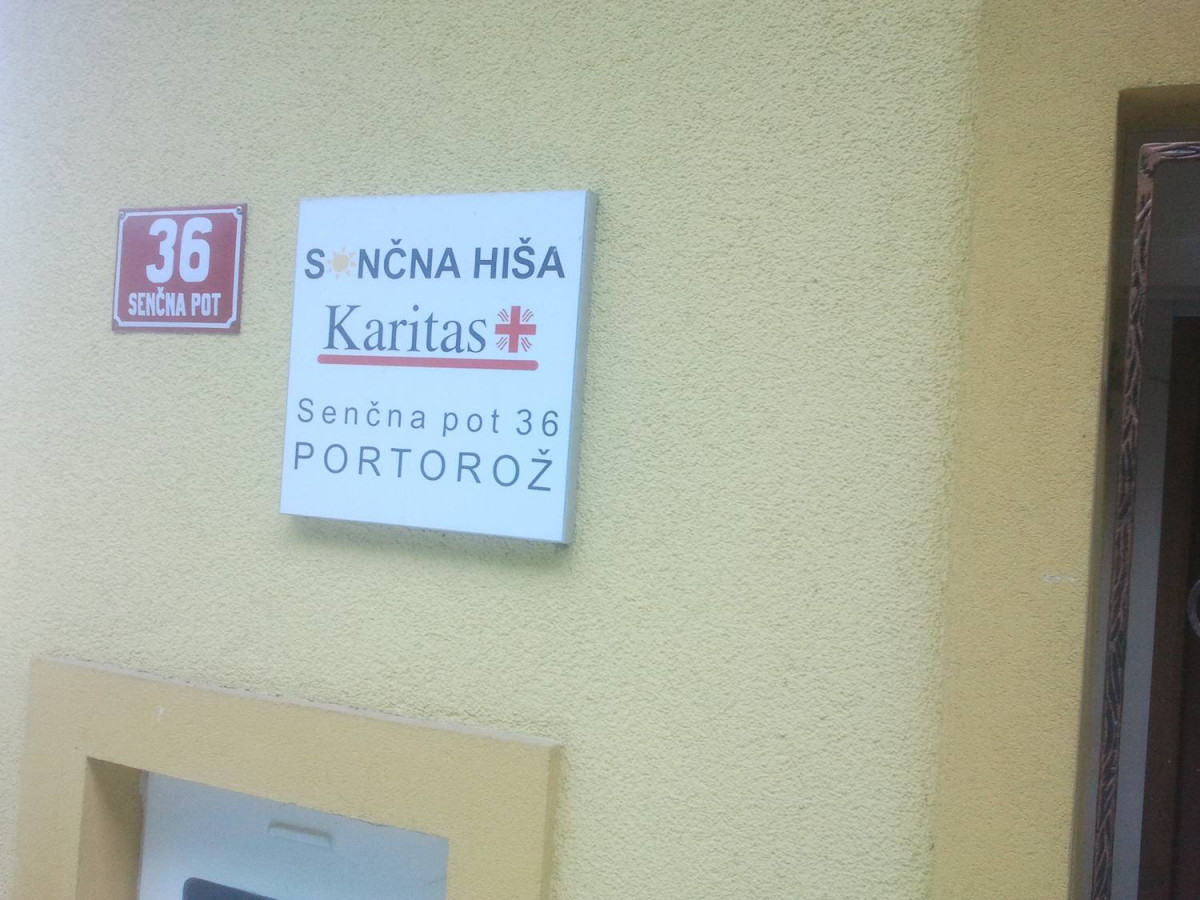 36
SENČNA POT
SONČNA HIŠA
Karitas
Senčna pot 36
PORTOROŽ